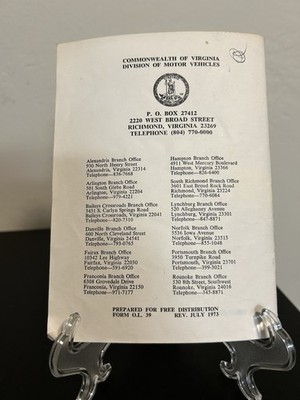 COMMONWEALTH OF VIRGINIA
DIVISION OF MOTOR VEHICLES
P. O. BOX 27412
2220 WEST BROAD STREET
RICHMOND, VIRGINIA 23269
TELEPHONE (804) 770-0000
Alexandria Branch Office
930 North Henry Street
Alexandria, Virginia 22314
Telephone—836-7668
Arlington Branch Office
501 South Glebe Road
Arlington, Virginia 22204
Telephone—979-4221
Baileys Crossroads Branch Office
3451 S. Carlyn Springs Road
Baileys Crossroads, Virginia 22041
Telephone—820-7310
Danville Branch Office
600 North Cleveland Street
Danville, Virginia 24541
Telephone—793-0765
Fairfax Branch Office
10342 Lee Highway
Fairfax, Virginia 22030
Telephone—591-6920
Franconia Branch Office
6308 Grovedale Drive
Franconia, Virginia 22150
Telephone—971-7177
Hampton Branch Office
4911 West Mercury Boulevard
Hampton, Virginia 23366
Telephone—826-6400
South Richmond Branch Office
3601 East Broad Rock Road
Richmond, Virginia 23224
Telephone—770-6084
Lynchburg Branch Office
520 Alleghany Avenue
Lynchburg, Virginia 23501
Telephone—847-8871
Norfolk Branch Office
5536 Iowa Avenue
Norfolk, Virginia 23513
Telephone—855-1048
Portsmouth Branch Office
3950 Turnpike Road
Portsmouth, Virginia 23701
Telephone—399-3021
Roanoke Branch Office
530 8th Street, Southwest
Roanoke, Virginia 24016
Telephone—345-8871
PREPARED FOR FREE DISTRIBUTION
FORM O.L. 39 REV. JULY 1973